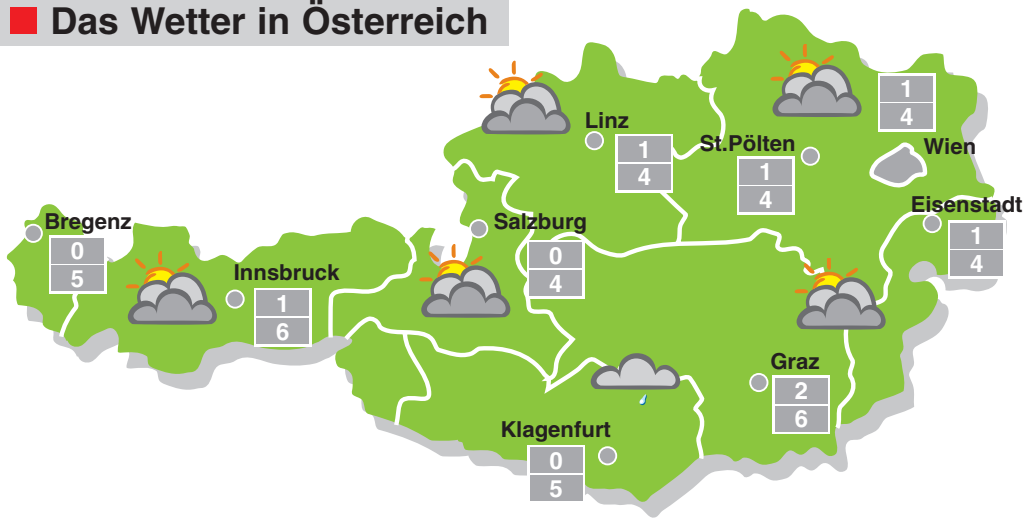 Das Wetter in Österreich
Linz
1
4
St.Pölten
1
4
1
4
Wien
Eisenstadt
1
4
Bregenz
0
5
Innsbruck
1
6
Salzburg
0
4
Graz
2
6
Klagenfurt
0
5